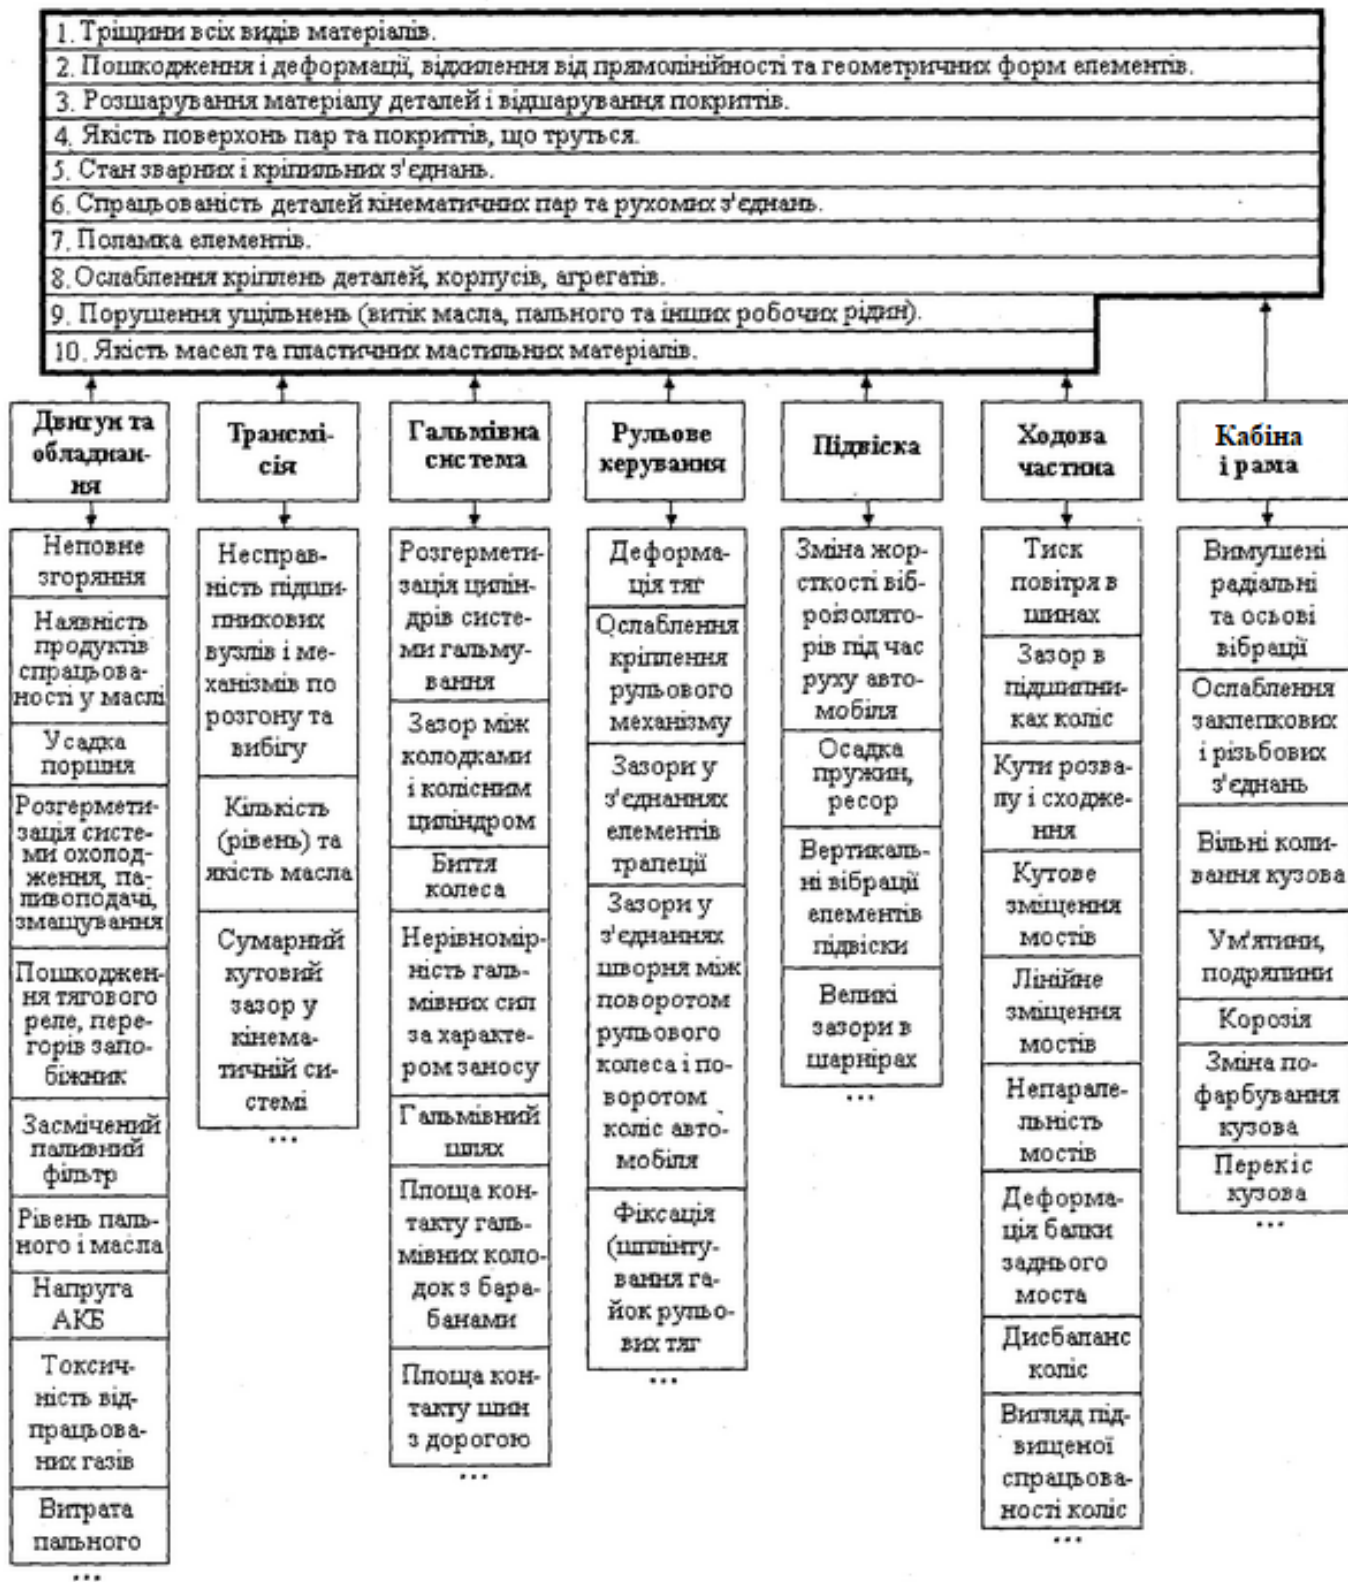 1. Тріщини всіх видів матеріалів.
2. Пошкодження і деформації, відхилення від прямолінійності та геометричних форм елементів.
3. Розшарування матеріалу деталей і відшарування покриттів.
4. Якість поверхонь пар та покриттів, що труться.
5. Стан зварних і кріпильних з'єднань.
6. Спрацьованість деталей кінематичних пар та рухомих з'єднань.
7. Поламка елементів.
8. Ослаблення кріплень деталей, корпусів, агрегатів.
9. Порушення ущільнень (витік масла, пального та інших робочих рідин).
10. Якість масел та пластичних мастильних матеріалів.
Двигун та
обладнан-
ня
Неповне
згоряння
Наявність
продуктів
спрацьова-
ності у маслі
Усадка
поршня
Розгермети-
зація систе-
ми охолод-
ження, па-
ливоподачі,
змащування
Пошкоджен-
ня тягового
реле, пере-
горів запо-
біжник
Засмічений
паливний
фільтр
Рівень паль-
ного і масла
Напруга
АКБ
Токсич-
ність від-
працьова-
них газів
Витрата
пального
...
Трансмі-
сія
Несправ-
ність підши-
пникових
вузлів і ме-
ханізмів по
розгону та
вибігу
Кількість
(рівень) та
якість масла
Сумарний
кутовий
зазор у
кінема-
тичній си-
стемі
...
Гальмівна
система
Розгермети-
зація цилін-
дрів систе-
ми гальму-
вання
Зазор між
колодками
і колісним
циліндром
Биття
колеса
Нерівномір-
ність галь-
мівних сил
за характе-
ром заносу
Гальмівний
шлях
Площа кон-
такту галь-
мівних коло-
док з бара-
банами
Площа кон-
такту шин
з дорогою
...
Рульове
керування
Деформа-
ція тяг
Ослаблення
кріплення
рульового
механізму
Зазори у
з'єднаннях
елементів
трапеції
Зазори у
з'єднаннях
шворня між
поворотом
рульового
колеса і по-
воротом
коліс авто-
мобіля
Фіксація
(шплінту-
вання га-
йок рульо-
вих тяг
...
Підвіска
Зміна жор-
сткості віб-
роізолято-
рів під час
руху авто-
мобіля
Осадка
пружин,
ресор
Вертикаль-
ні вібрації
елементів
підвіски
Великі
зазори в
шарнірах
...
Ходова
частина
Тиск
повітря в
шинах
Зазор в
підшипни-
ках коліс
Кути розва-
лу і сходже-
ння
Кутове
зміщення
мостів
Лінійне
зміщення
мостів
Непарале-
льність
мостів
Деформа-
ція балки
заднього
моста
Дисбаланс
коліс
Вигляд під-
вищеної
спрацьова-
ності коліс
...
Кабіна
і рама
Вимушені
радіальні
та осьові
вібрації
Ослаблення
заклепкових
і різьбових
з'єднань
Вільні коли-
вання кузова
Ум'ятини,
подряпини
Корозія
Зміна по-
фарбування
кузова
Перекіс
кузова
...